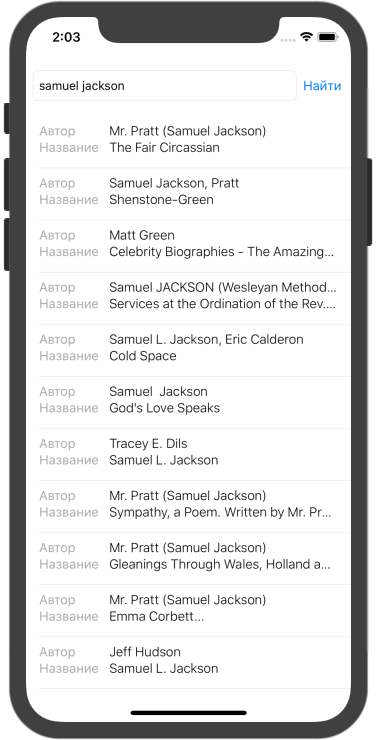 2:03
samuel jackson Найти
Автор Mr. Pratt (Samuel Jackson)
Название The Fair Circassian
Автор Samuel Jackson, Pratt
Название Shenstone-Green
Автор Matt Green
Название Celebrity Biographies - The Amazing...
Автор Samuel JACKSON (Wesleyan Method...
Название Services at the Ordination of the Rev....
Автор Samuel L. Jackson, Eric Calderon
Название Cold Space
Автор Samuel  Jackson
Название God's Love Speaks
Автор Tracey E. Dils
Название Samuel L. Jackson
Автор Mr. Pratt (Samuel Jackson)
Название Sympathy, a Poem. Written by Mr. Pr...
Автор Mr. Pratt (Samuel Jackson)
Название Gleanings Through Wales, Holland a...
Автор Mr. Pratt (Samuel Jackson)
Название Emma Corbett...
Автор Jeff Hudson
Название Samuel L. Jackson